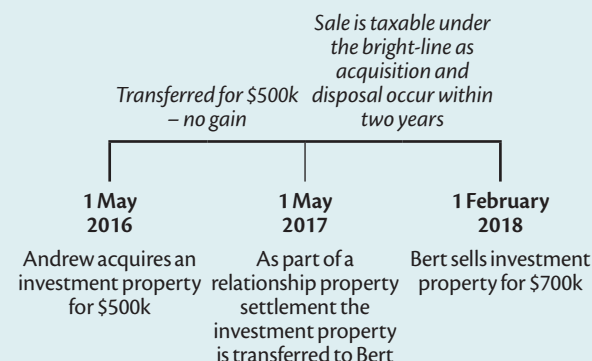 Sale is taxable under
the bright-line as
acquisition and
Transferred for $500k disposal occur within
– no gain two years
1 May 1 May 1 February
2016 2017 2018
Andrew acquires an As part of a Bert sells investment
investment property relationship property property for $700k
for $500k settlement the
investment property
is transferred to Bert